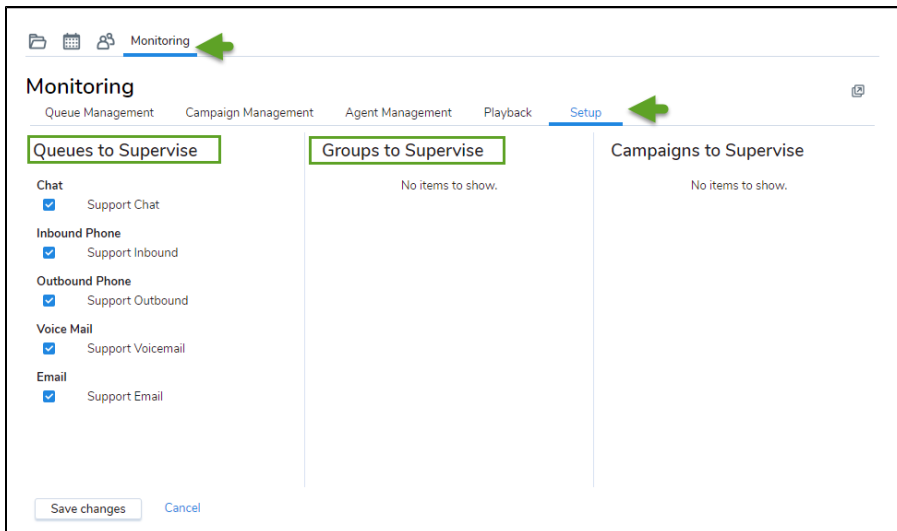 Monitoring
Monitoring
Queue Management Campaign Management Agent Management Playback Setup
Queues to Supervise
Chat
Support Chat
Inbound Phone
Support Inbound
Outbound Phone
Support Outbound
Voice Mail
Support Voicemail
Email
Support Email
Groups to Supervise
No items to show.
Campaigns to Supervise
No items to show.
Save changes Cancel